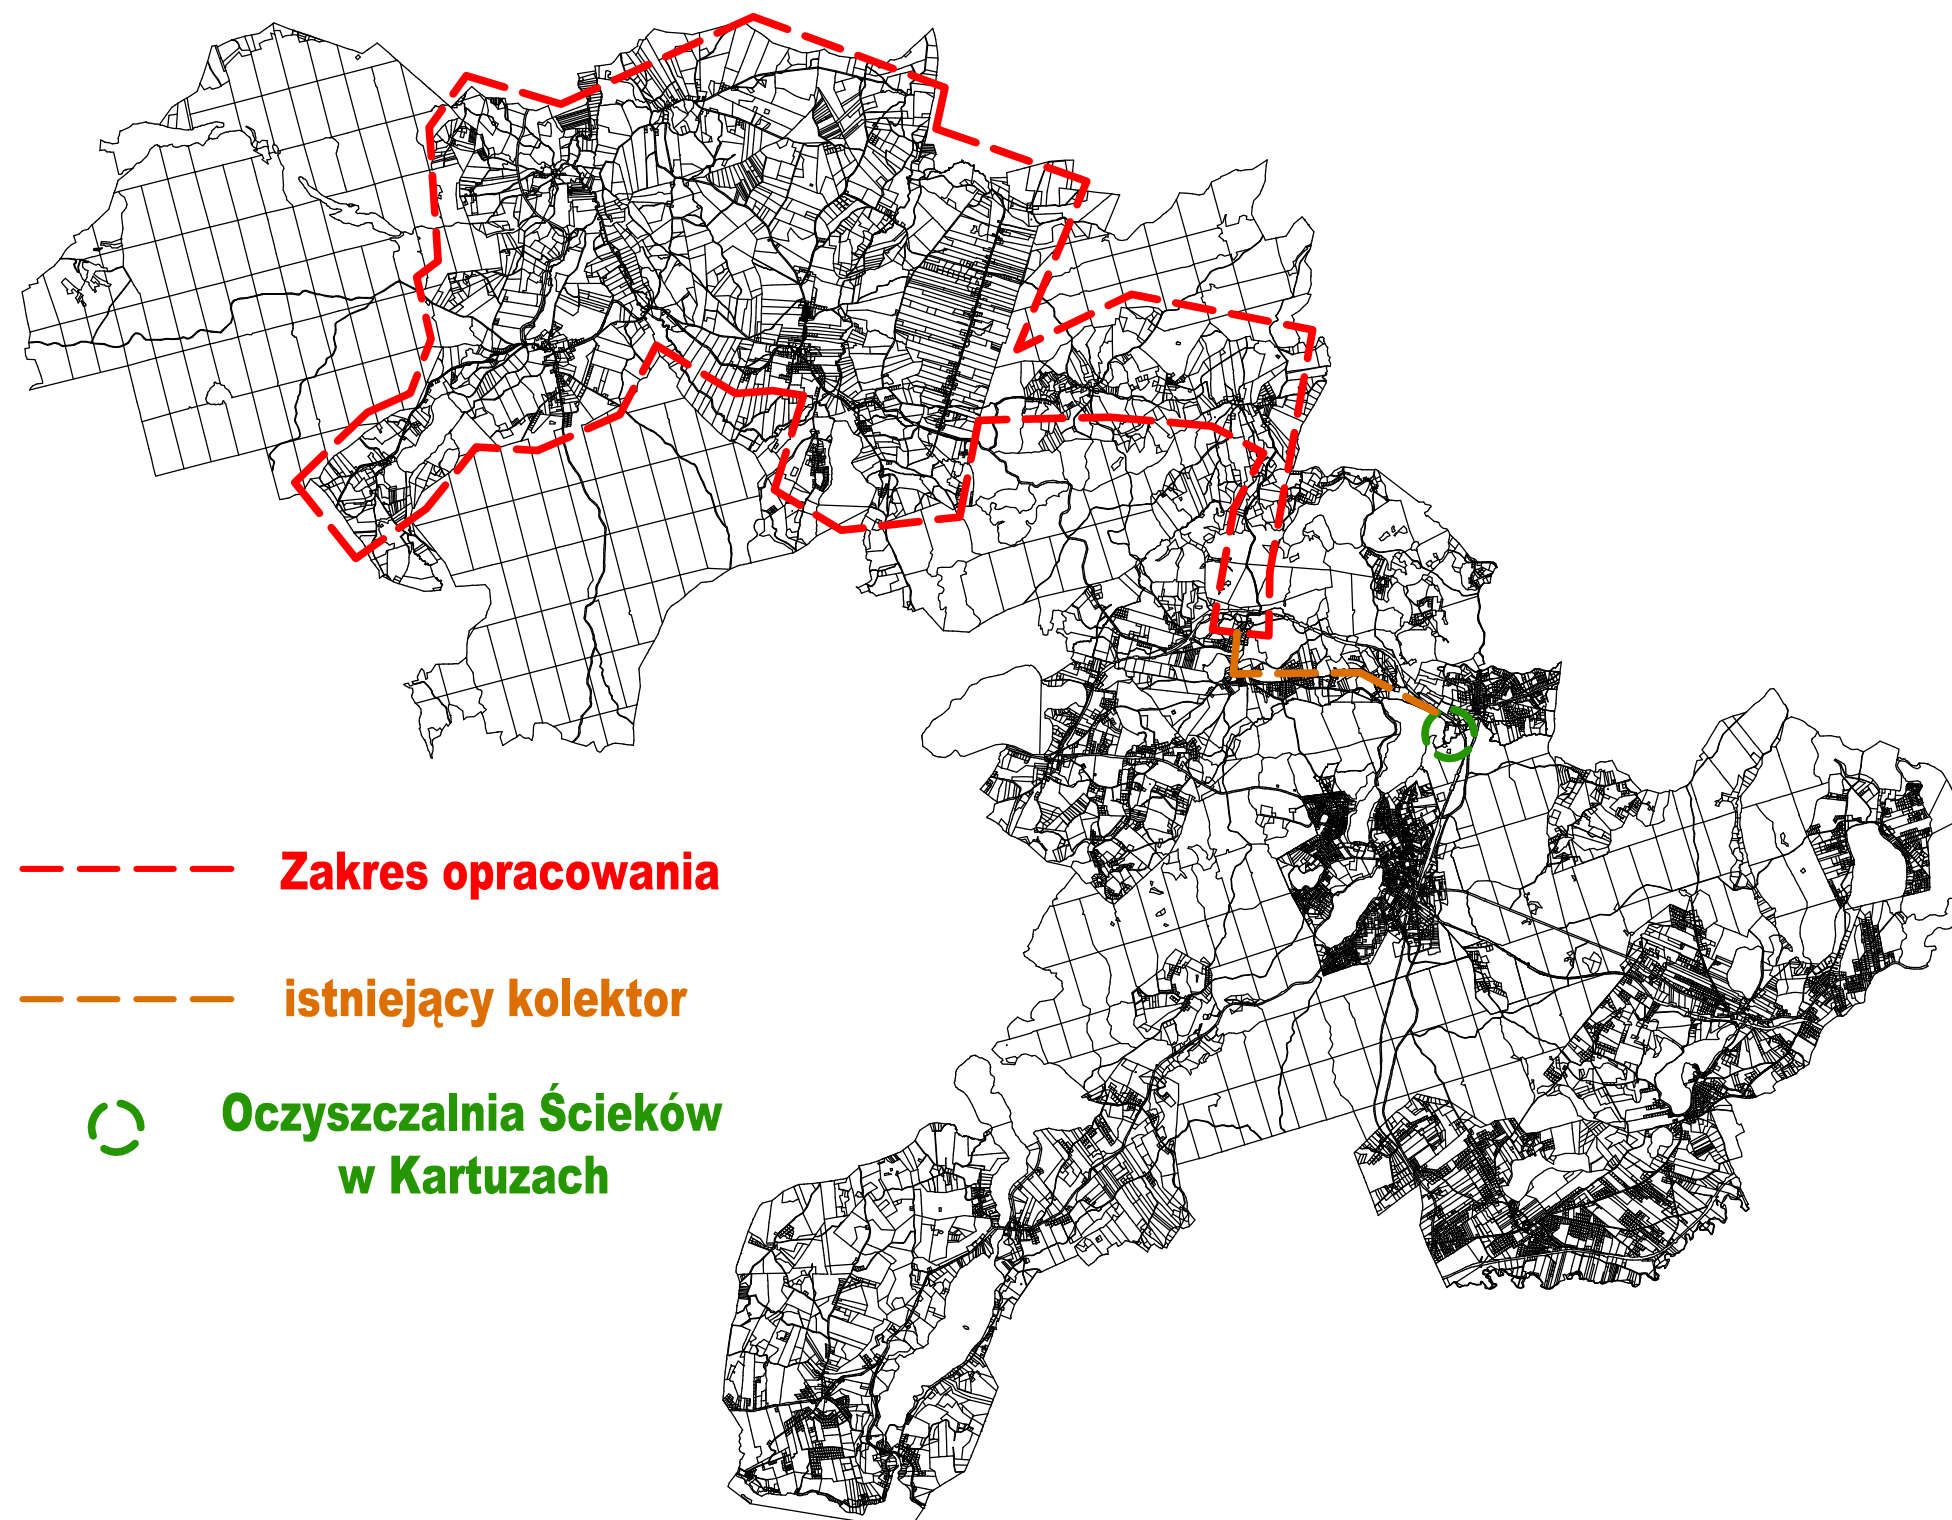 Zakres opracowania
istniejący kolektor
Oczyszczalnia Ścieków
w Kartuzach